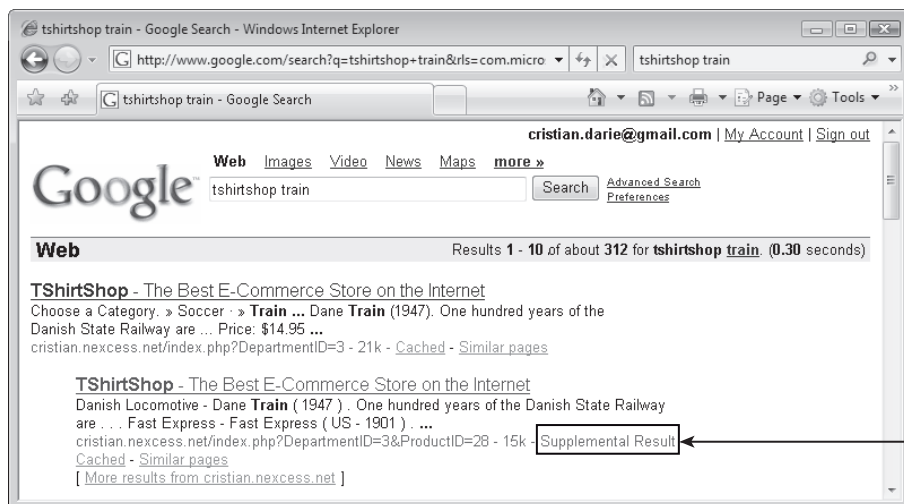 tshirtshop train - Google Search - Windows Internet Explorer
G http://www.google.com/search?q=tshirtshop+train&rls=com.micro tshirtshop train
G tshirtshop train - Google Search Page Tools »
cristian.darie@gmail.com | My Account | Sign out
Google™
Web Images Video News Maps more »
tshirtshop train Search Advanced Search
Preferences
Web Results 1 - 10 of about 312 for tshirtshop train. (0.30 seconds)
TShirtShop - The Best E-Commerce Store on the Internet
Choose a Category. » Soccer · » Train ... Dane Train (1947). One hundred years of the
Danish State Railway are ... Price: $14.95 ...
cristian.nexcess.net/index.php?DepartmentID=3 - 21k - Cached - Similar pages
TShirtShop - The Best E-Commerce Store on the Internet
Danish Locomotive - Dane Train ( 1947 ) . One hundred years of the Danish State Railway
are . . . Fast Express - Fast Express ( US - 1901 ) . ...
cristian.nexcess.net/index.php?DepartmentID=3&ProductID=28 - 15k - Supplemental Result
Cached - Similar pages
[ More results from cristian.nexcess.net ]